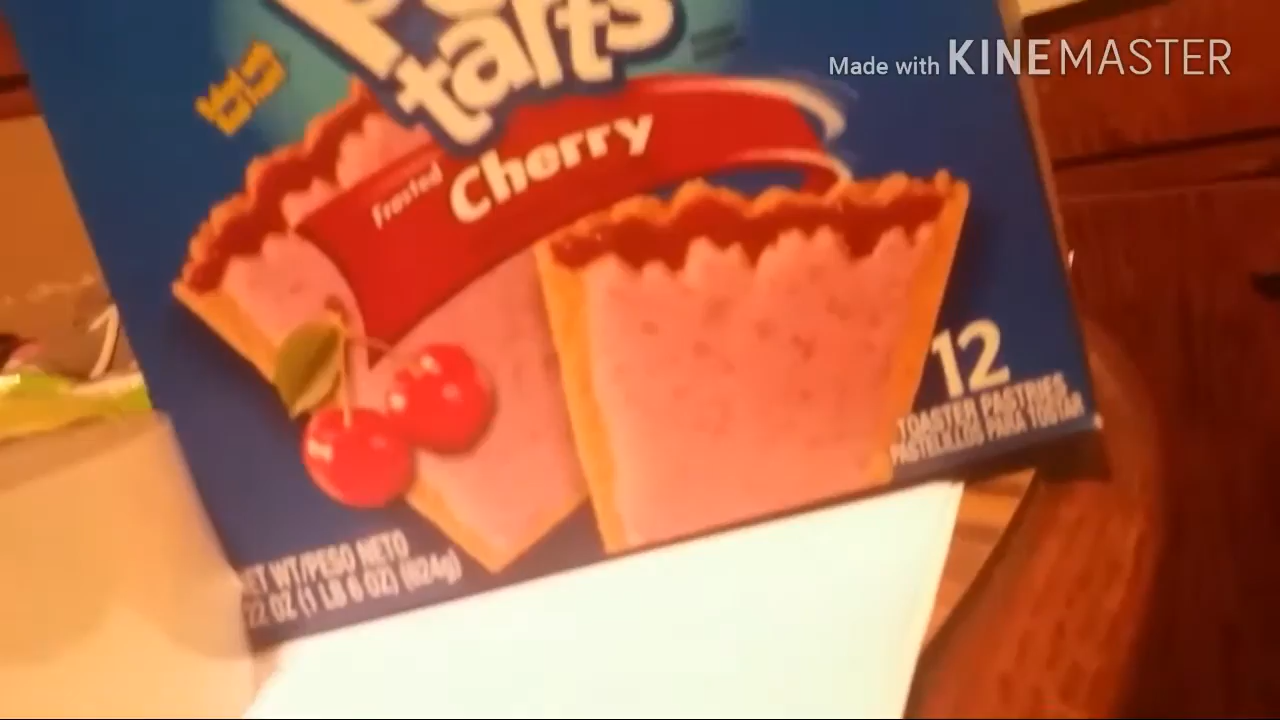 Made with KINEMASTER
tarts
Frosted Cherry
12
TOASTER PASTRIES
PASTELILLOS PARA TOSTAR
NET WT/PESO NETO
22 OZ (1 LB 6 OZ) (624g)